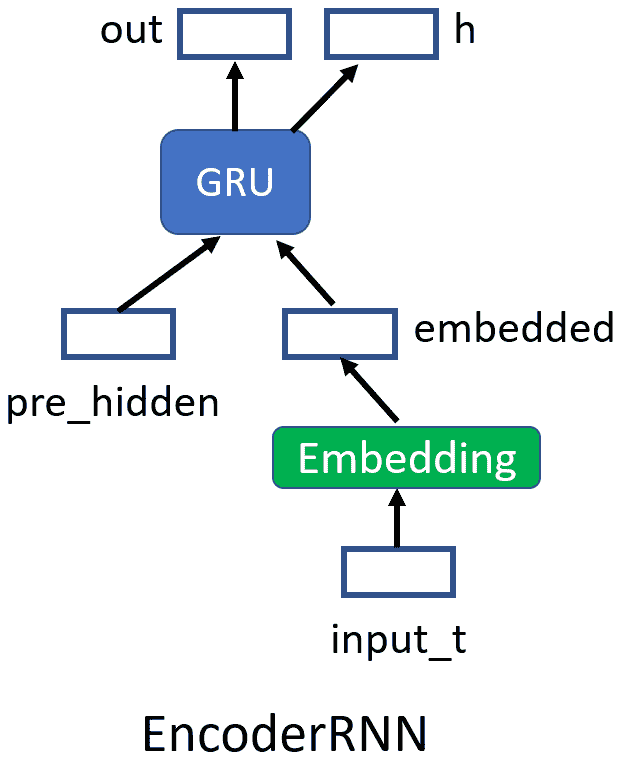 out
h
GRU
embedded
pre_hidden
Embedding
input_t
EncoderRNN